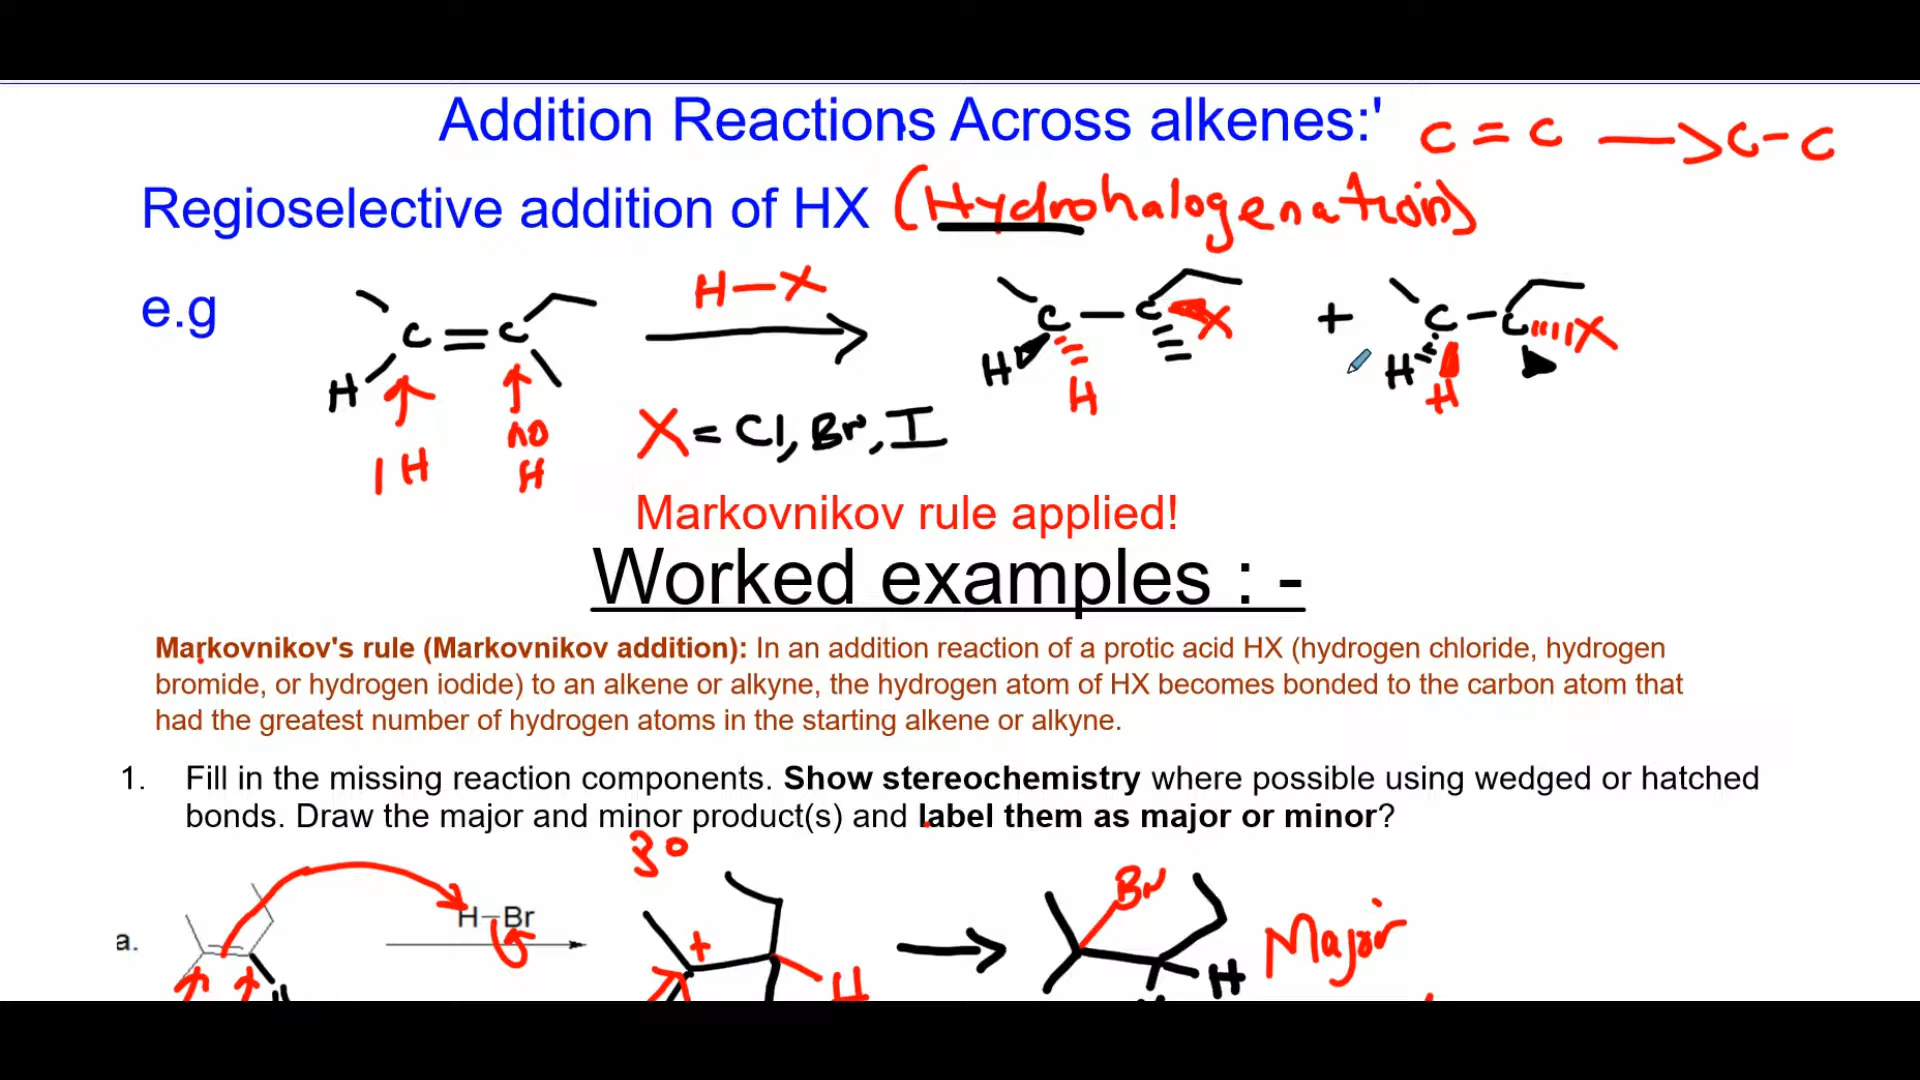 Addition Reactions Across alkenes:' C = C → C - C
Regioselective addition of HX (Hydrohalogenation)
e.g
H C = C
H - X
H C - C X H
+
H C - C X H
1 H
no H
X = Cl, Br, I
Markovnikov rule applied!
Worked examples : -
Markovnikov's rule (Markovnikov addition): In an addition reaction of a protic acid HX (hydrogen chloride, hydrogen
bromide, or hydrogen iodide) to an alkene or alkyne, the hydrogen atom of HX becomes bonded to the carbon atom that
had the greatest number of hydrogen atoms in the starting alkene or alkyne.
1. Fill in the missing reaction components. Show stereochemistry where possible using wedged or hatched
bonds. Draw the major and minor product(s) and label them as major or minor?
3°
a.
H-Br
+
H
Br
H
Major